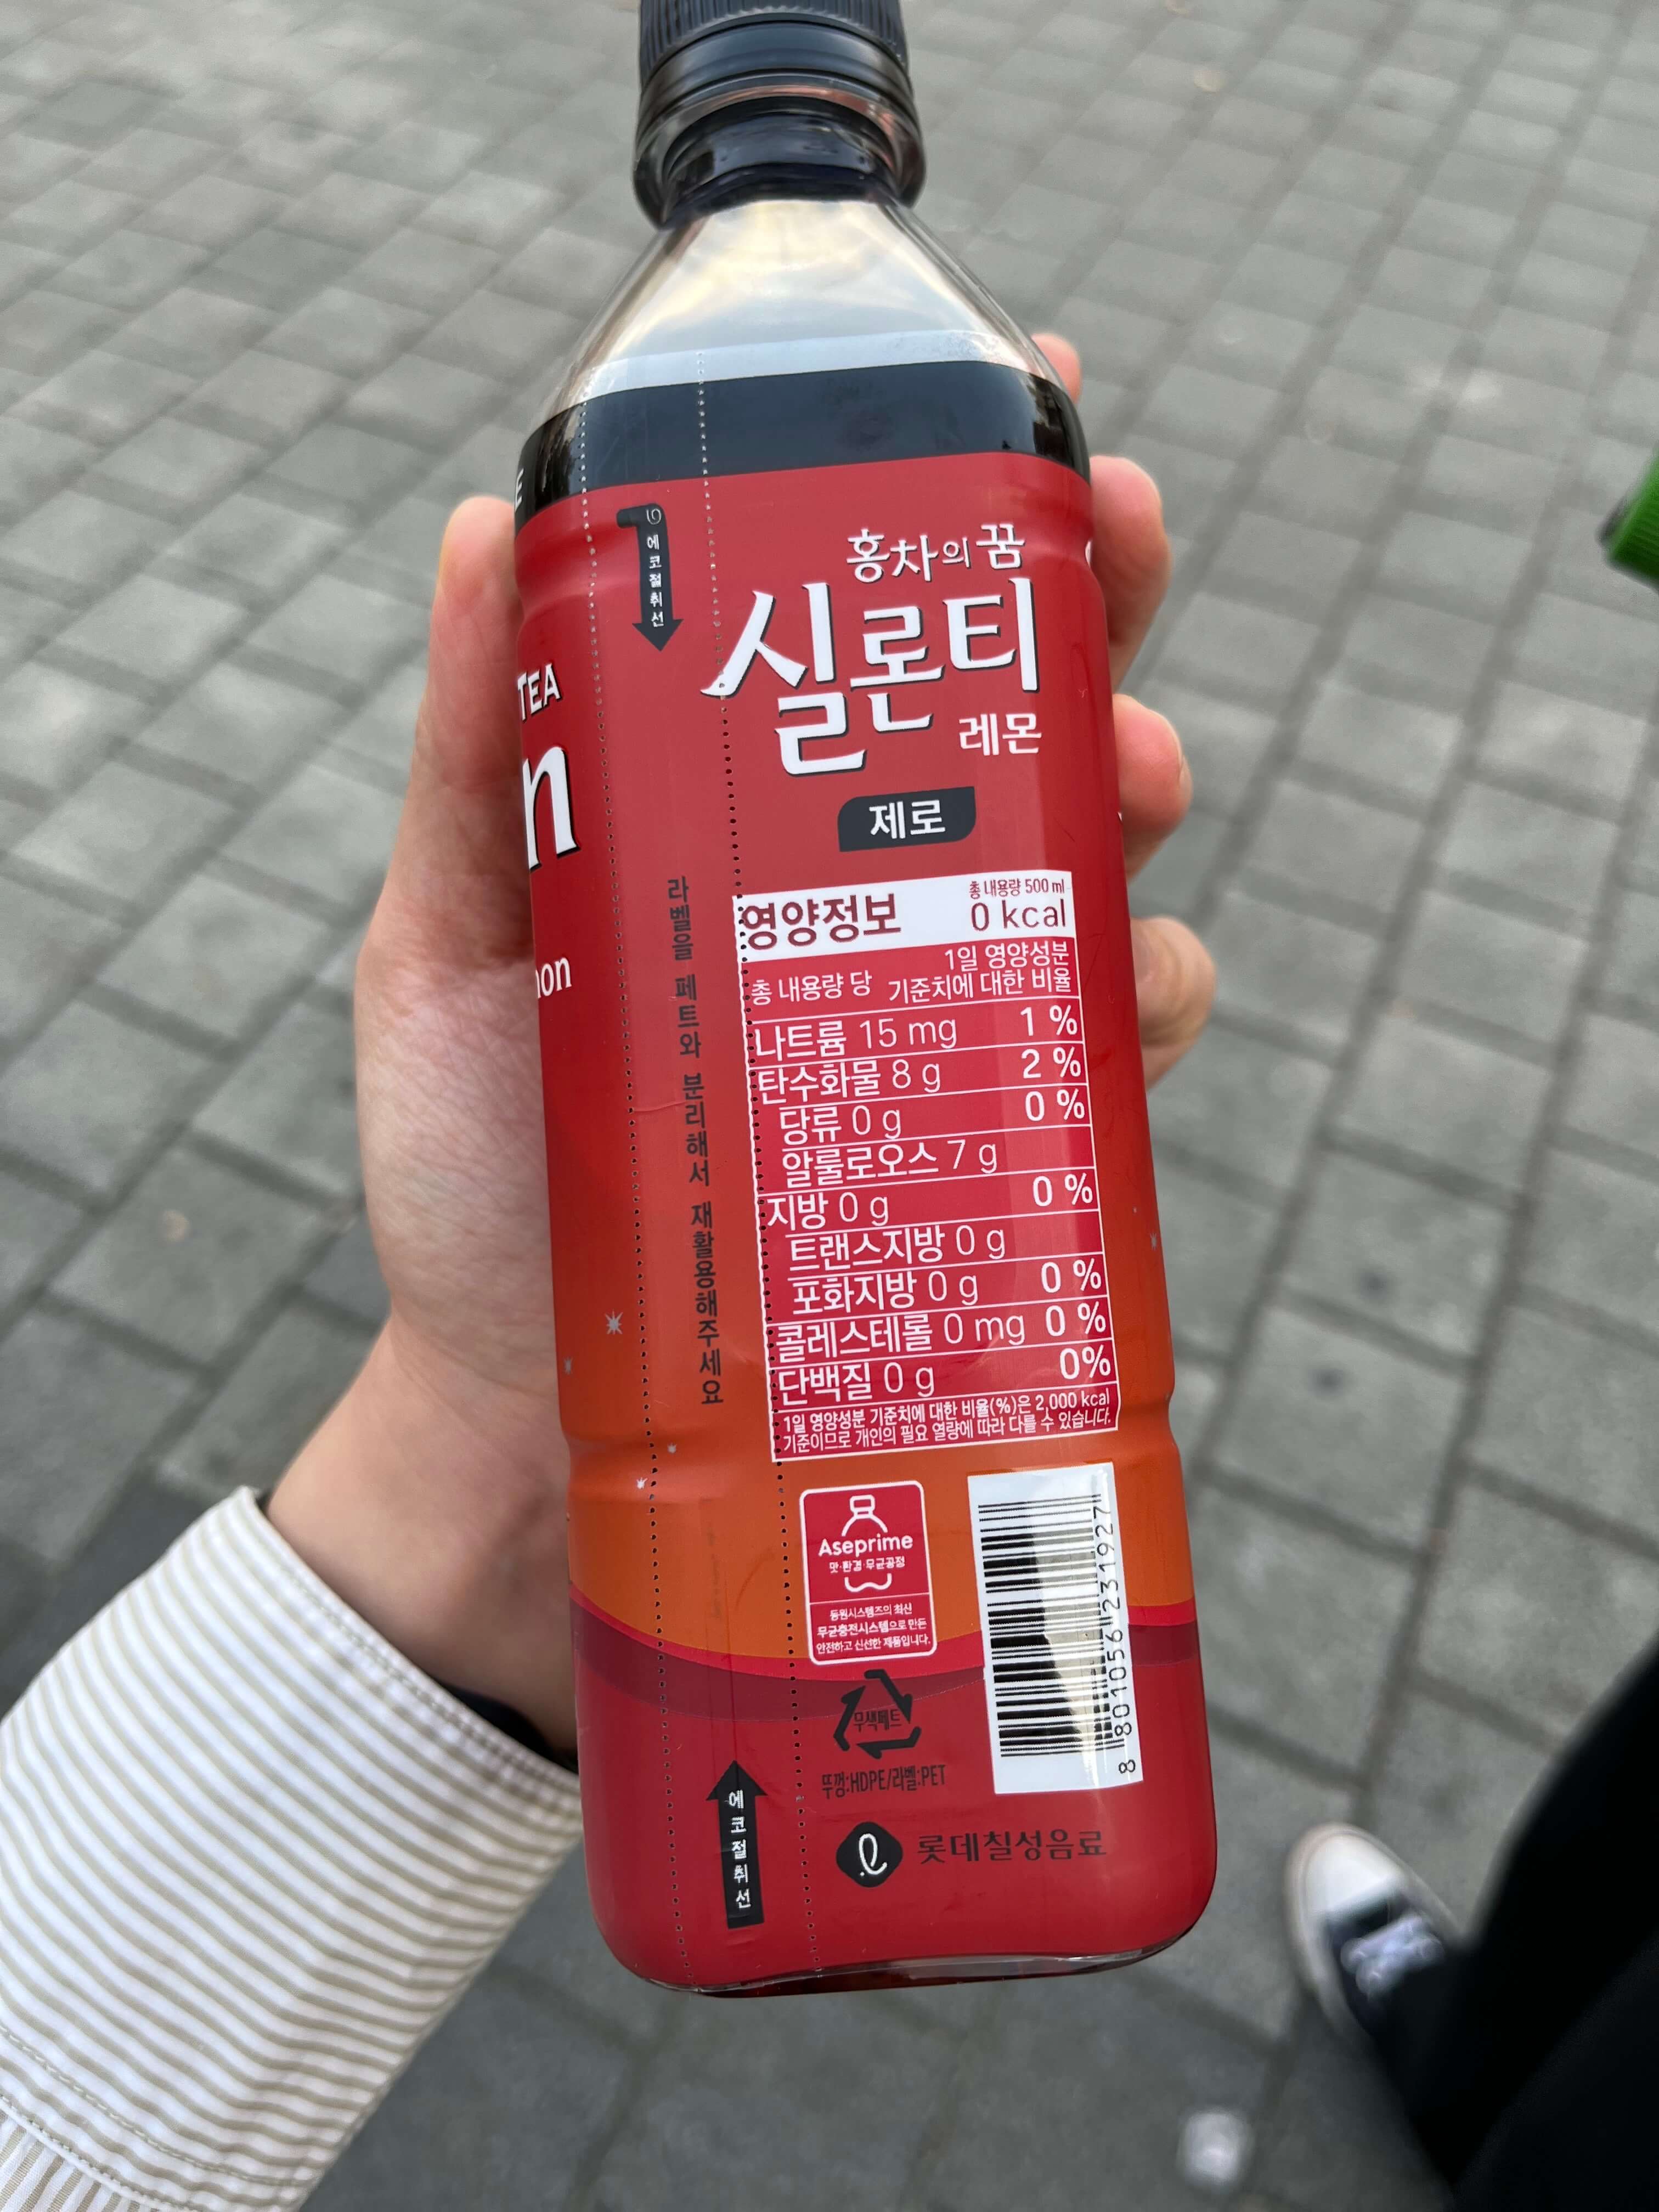 TEA
n
에코절취선
라벨을 페트와 분리해서 재활용해주세요
홍차의 꿈
실론티
레몬
제로
영양정보
총 내용량 500 ml
0 kcal
총 내용량 당
1일 영양성분
기준치에 대한 비율
나트륨 15 mg 1 %
탄수화물 8 g 2 %
당류 0 g 0 %
알룰로오스 7 g
지방 0 g 0 %
트랜스지방 0 g
포화지방 0 g 0 %
콜레스테롤 0 mg 0 %
단백질 0 g 0%
1일 영양성분 기준치에 대한 비율(%)은 2,000 kcal
기준이므로 개인의 필요 열량에 따라 다를 수 있습니다.
Aseprime
맛·환경·무균공정
동원시스템즈의 최신
무균충전시스템으로 만든
안전하고 신선한 제품입니다.
8 801056 231927
무색페트
뚜껑:HDPE/라벨:PET
에코절취선
롯데칠성음료